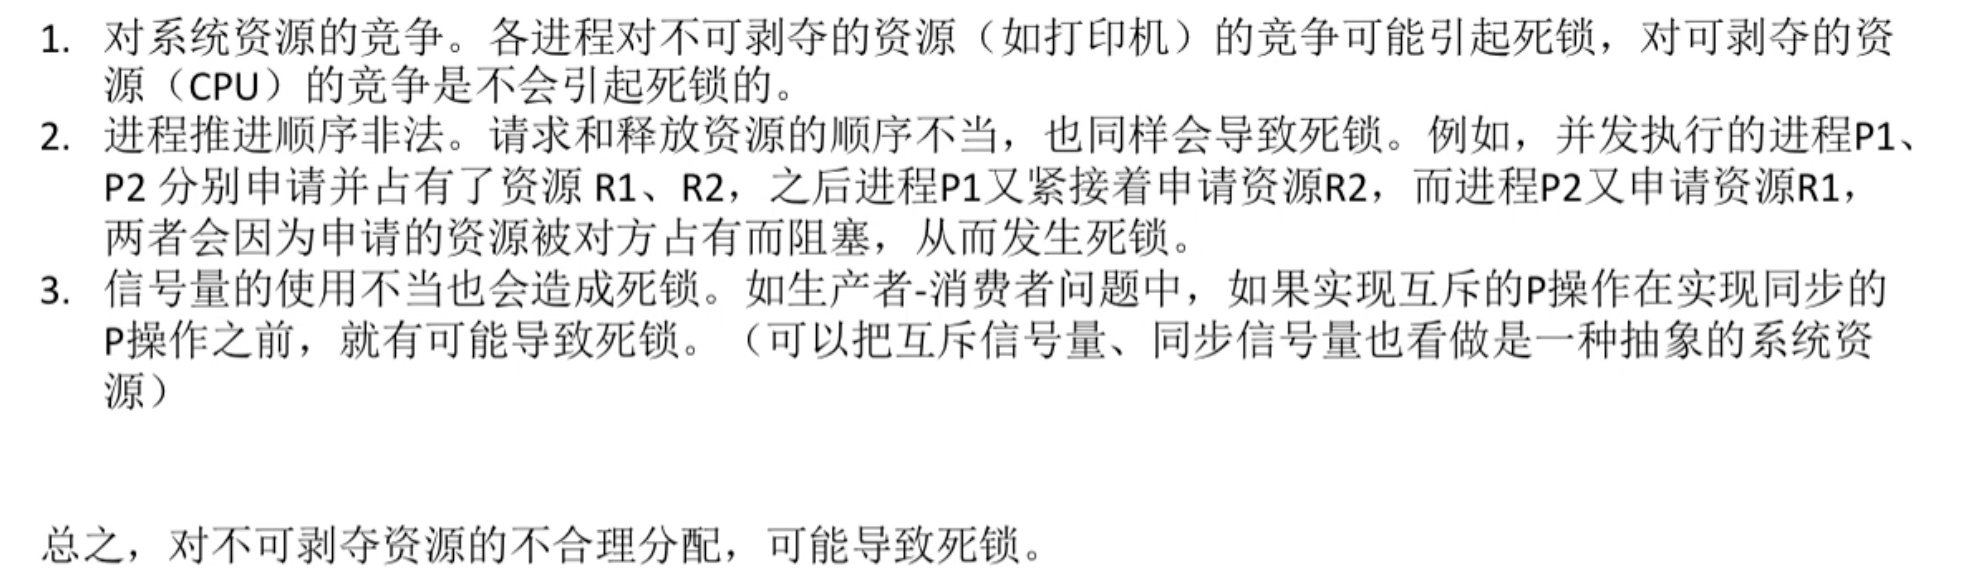 1. 对系统资源的竞争。各进程对不可剥夺的资源（如打印机）的竞争可能引起死锁，对可剥夺的资
源（CPU）的竞争是不会引起死锁的。
2. 进程推进顺序非法。请求和释放资源的顺序不当，也同样会导致死锁。例如，并发执行的进程P1、
P2 分别申请并占有了资源 R1、R2，之后进程P1又紧接着申请资源R2，而进程P2又申请资源R1，
两者会因为申请的资源被对方占有而阻塞，从而发生死锁。
3. 信号量的使用不当也会造成死锁。如生产者-消费者问题中，如果实现互斥的P操作在实现同步的
P操作之前，就有可能导致死锁。（可以把互斥信号量、同步信号量也看做是一种抽象的系统资
源）
总之，对不可剥夺资源的不合理分配，可能导致死锁。